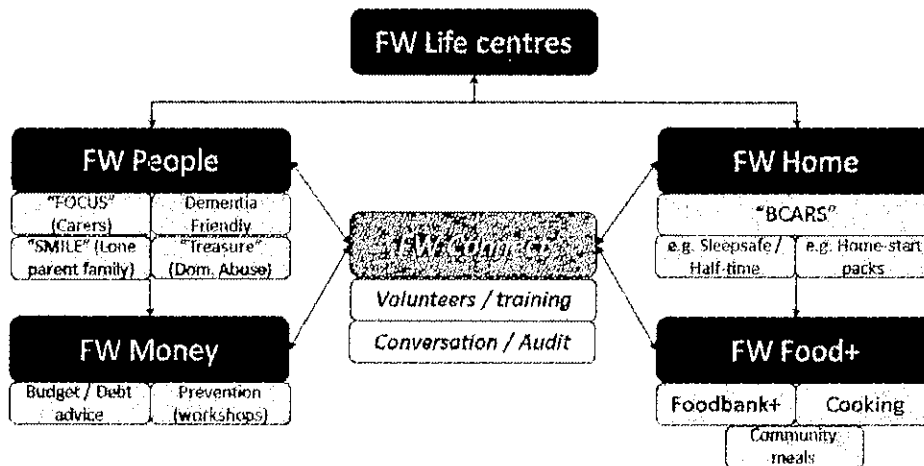 FW Life centres
FW People
"FOCUS"
(Carers)
Dementia
Friendly
"SMILE" (Lone
parent family)
"Treasure"
(Dom. Abuse)
FW Home
"BCARS"
e.g. Sleepsafe /
Half-time
e.g. Home-start
packs
"FW Connect"
Volunteers / training
Conversation / Audit
FW Money
Budget / Debt
advice
Prevention
(workshops)
FW Food+
Foodbank+
Cooking
Community
meals